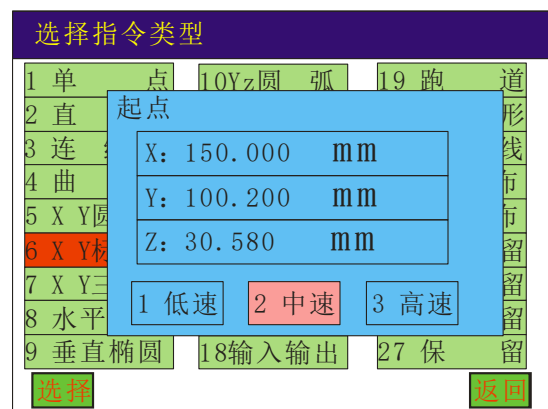 选择指令类型
1 单 点
10Yz圆 弧
19 跑 道
2 直
形
3 连
线
4 曲
布
5 X Y圆
布
6 X Y标
留
7 X Y三
留
8 水平
留
9 垂直椭圆
18输入输出
27 保 留
起点
X: 150.000 mm
Y: 100.200 mm
Z: 30.580 mm
1 低速
2 中速
3 高速
选择
返回